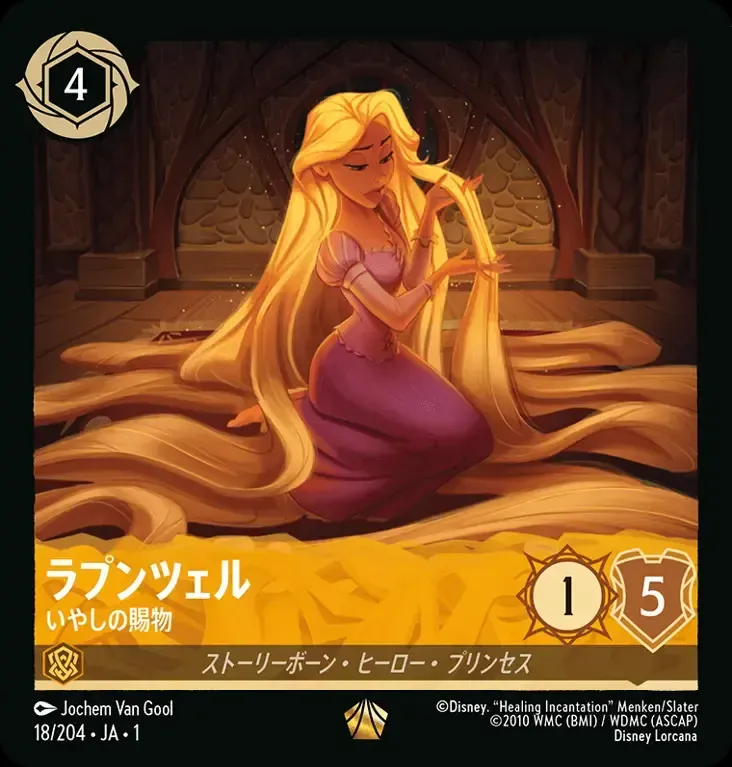 4
ラプンツェル
いやしの賜物
1
5
ストーリーボーン・ヒーロー・プリンセス
Jochem Van Gool
18/204・JA・1
©Disney. "Healing Incantation" Menken/Slater
©2010 WMC (BMI) / WDMC (ASCAP)
Disney Lorcana